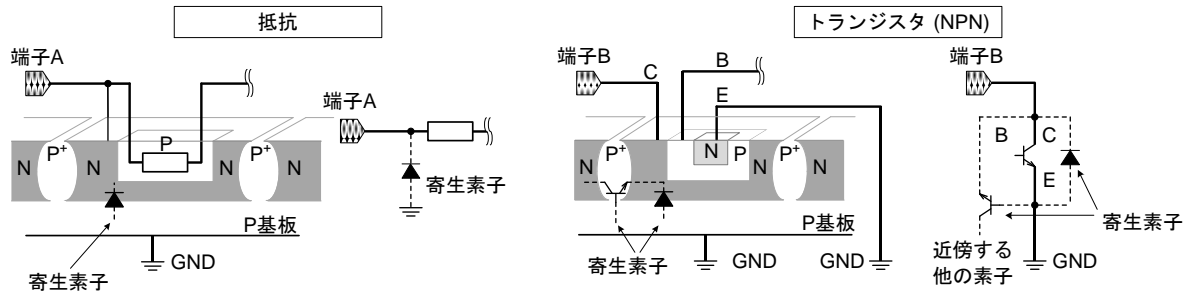 抵抗
トランジスタ (NPN)
端子A
端子A
P
N
P+
N
N
P+
N
寄生素子
P基板
寄生素子
GND
端子B
C
B
E
N
P+
N
N
P
P+
N
P基板
寄生素子
GND
GND
端子B
B
C
E
寄生素子
近傍する
他の素子
GND